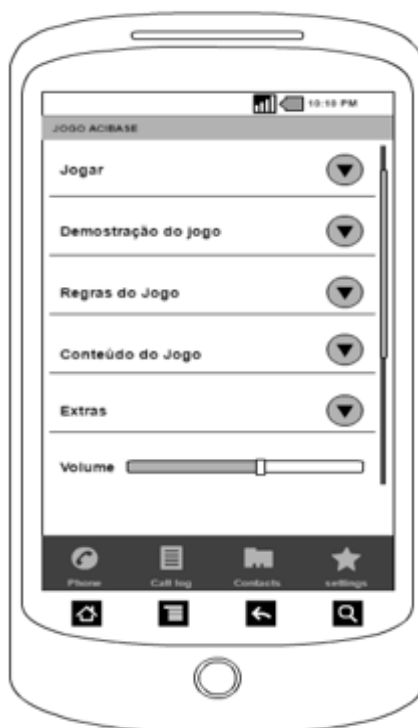 10:10 PM
JOGO ACIBASE
Jogar
Demostração do jogo
Regras do Jogo
Conteúdo do Jogo
Extras
Volume
Phone Call log Contacts settings